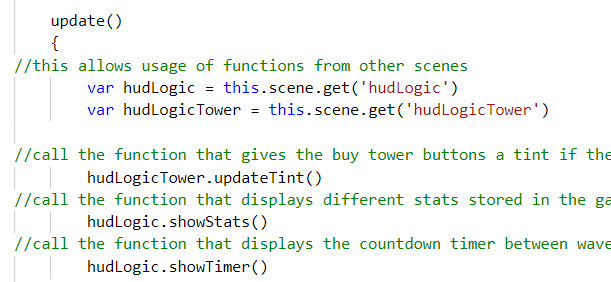 update()
{
//this allows usage of functions from other scenes
var hudLogic = this.scene.get('hudLogic')
var hudLogicTower = this.scene.get('hudLogicTower')
//call the function that gives the buy tower buttons a tint if the
hudLogicTower.updateTint()
//call the function that displays different stats stored in the ga
hudLogic.showStats()
//call the function that displays the countdown timer between wave
hudLogic.showTimer()